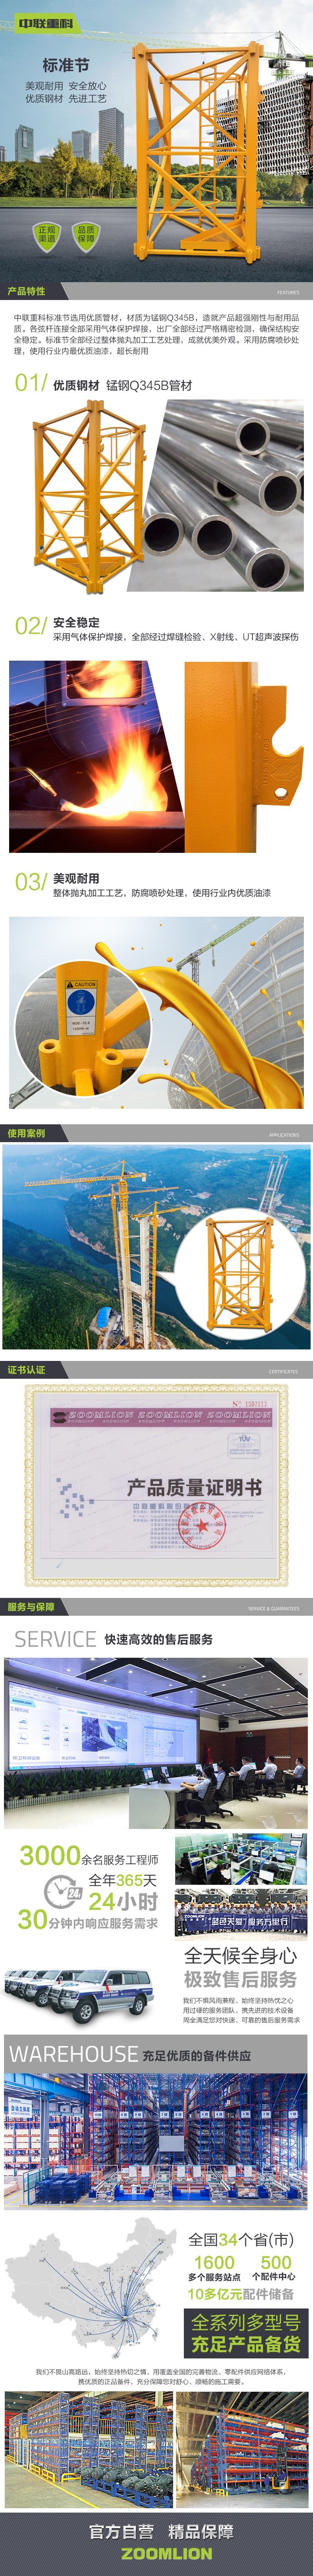 中联重科
标准节
美观耐用 安全放心
优质钢材 先进工艺
正规
渠道
品质
保障
产品特性
FEATURES
中联重科标准节选用优质管材，材质为锰钢Q345B，造就产品超强刚性与耐用品
质。各弦杆连接全部采用气体保护焊接，出厂全部经过严格精密检测，确保结构安
全稳定。标准节全部经过整体抛丸加工工艺处理，成就优美外观。采用防腐喷砂处
理，使用行业内最优质油漆，超长耐用
01/ 优质钢材 锰钢Q345B管材
02/ 安全稳定
采用气体保护焊接，全部经过焊缝检验、X射线、UT超声波探伤
03/ 美观耐用
整体抛丸加工工艺，防腐喷砂处理，使用行业内优质油漆
CAUTION
使用案例
APPLICATIONS
证书认证
CERTIFICATES
ZOOMLION ZOOMLION ZOOMLION
TÜV
产品质量证明书
服务与保障
SERVICE & GUARANTEES
SERVICE 快速高效的售后服务
3000余名服务工程师
全年365天
24小时
24h
30分钟内响应服务需求
ZOOMLION
"蓝色关爱"服务万里行
全天候全身心
极致售后服务
我们不惧风雨兼程，始终坚持热忱之心
用过硬的服务团队，携先进的技术设备
周全满足您对快速、可靠的售后服务需求
WAREHOUSE 充足优质的备件供应
全国34个省(市)
1600
多个服务站点
500
个配件中心
10多亿元配件储备
全系列多型号
充足产品备货
我们不畏山高路远，始终坚持热切之情，用覆盖全国的完善物流、零配件供应网络体系，
携优质的正品备件，充分保障您对舒心、顺畅的施工需要。
官方自营 精品保障
ZOOMLION